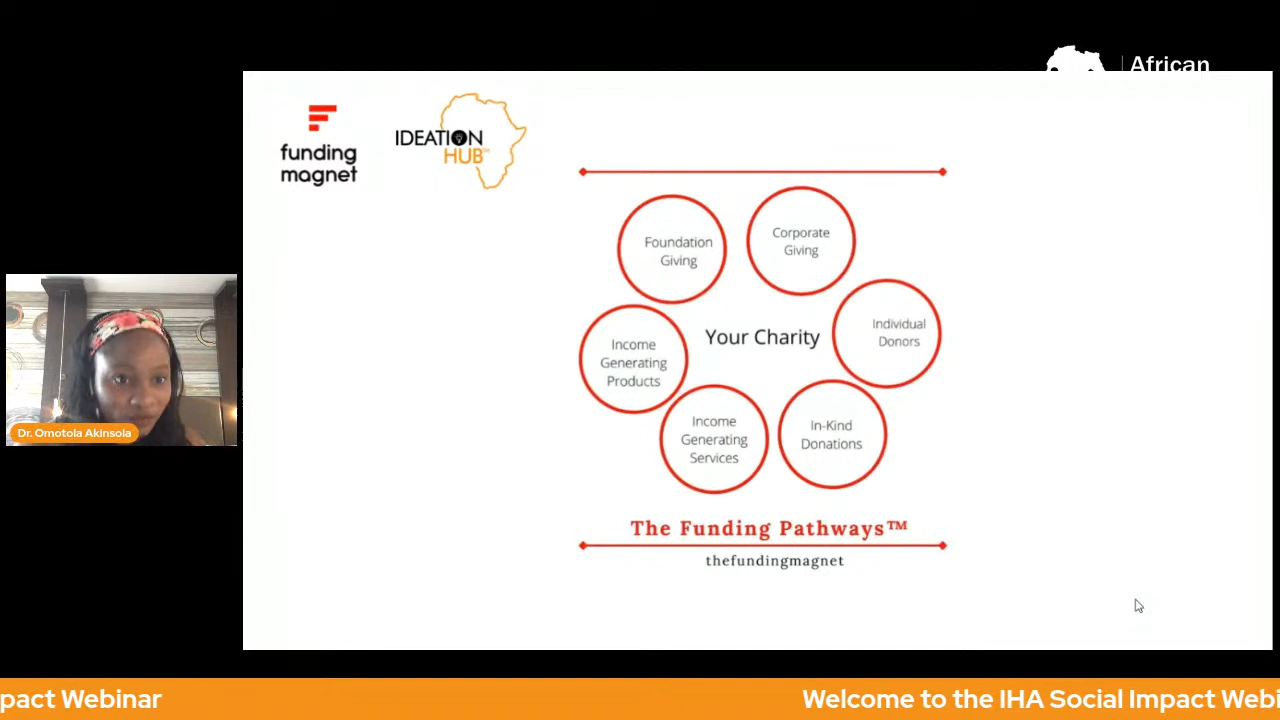 African
funding
magnet
IDEATION
HUB™
Foundation
Giving
Corporate
Giving
Individual
Donors
Your Charity
Income
Generating
Products
Income
Generating
Services
In-Kind
Donations
The Funding Pathways™
thefundingmagnet
Dr. Omotola Akinsola
pact Webinar
Welcome to the IHA Social Impact Webi